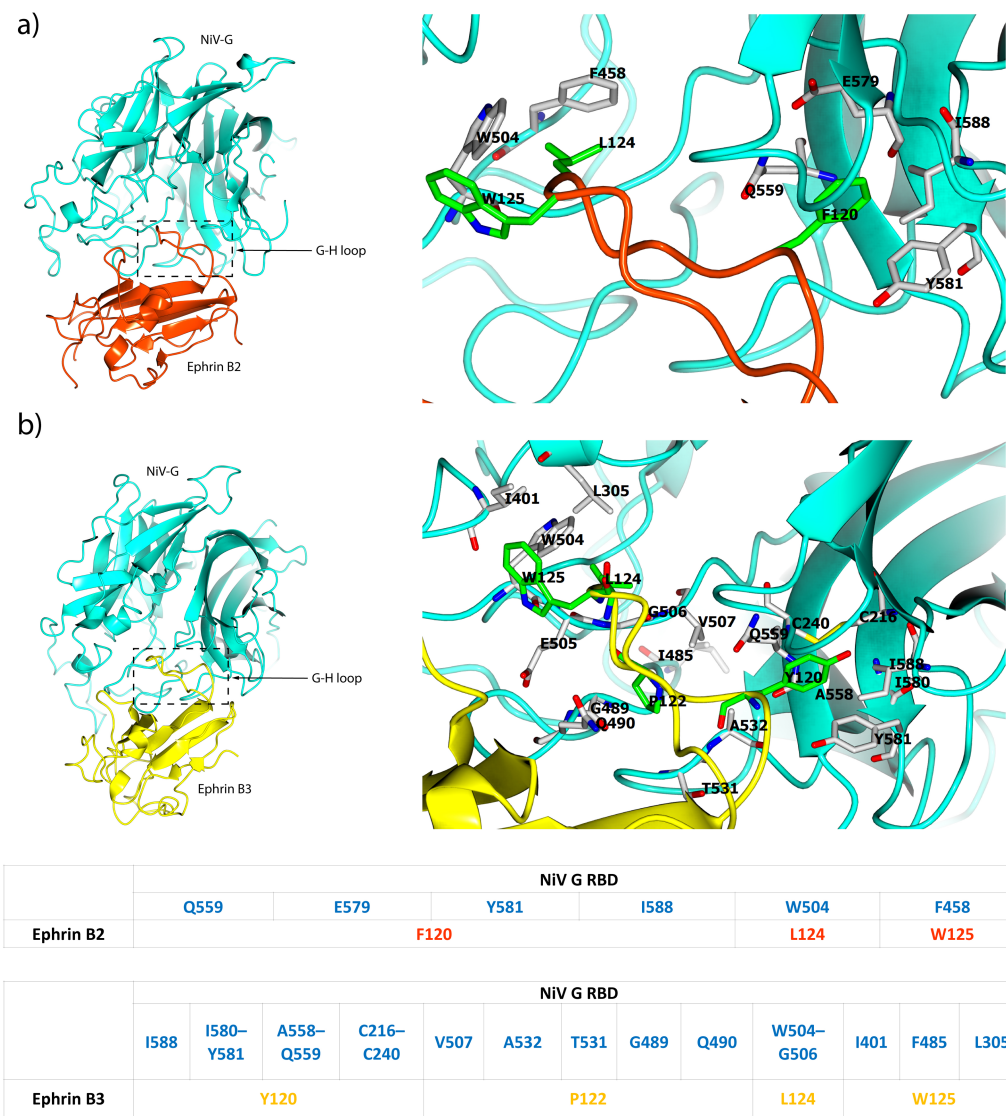 a)
NiV-G
G-H loop
Ephrin B2
F458
W504
L124
W125
E579
I588
Q559
F120
Y581
b)
NiV-G
G-H loop
Ephrin B3
I401
L305
W504
W125
L124
G506
V507
E505
I485
Q559
C240
C216
I588
I580
Y120
A558
P122
G489
Q490
A532
Y581
T531
NiV G RBD
Q559 E579 Y581 I588 W504 F458
Ephrin B2 F120 L124 W125
NiV G RBD
I588 I580–Y581 A558–Q559 C216–C240 V507 A532 T531 G489 Q490 W504–G506 I401 F485 L305
Ephrin B3 Y120 P122 L124 W125